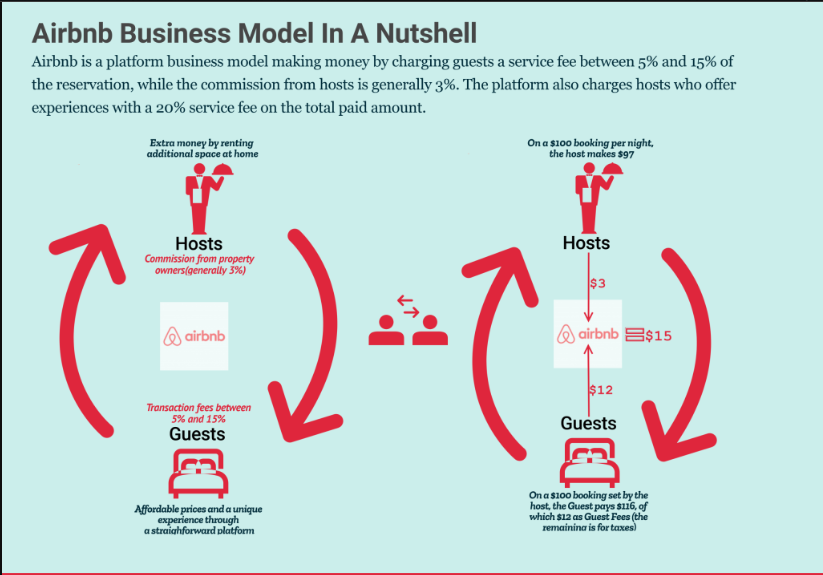 Airbnb Business Model In A Nutshell
Airbnb is a platform business model making money by charging guests a service fee between 5% and 15% of
the reservation, while the commission from hosts is generally 3%. The platform also charges hosts who offer
experiences with a 20% service fee on the total paid amount.
Extra money by renting
additional space at home
Hosts
Commission from property
owners(generally 3%)
airbnb
Transaction fees between
5% and 15%
Guests
Affordable prices and a unique
experience through
a straighforward platform
On a $100 booking per night,
the host makes $97
Hosts
$3
airbnb
$15
$12
Guests
On a $100 booking set by the
host, the Guest pays $116, of
which $12 as Guest Fees (the
remaining is for taxes)